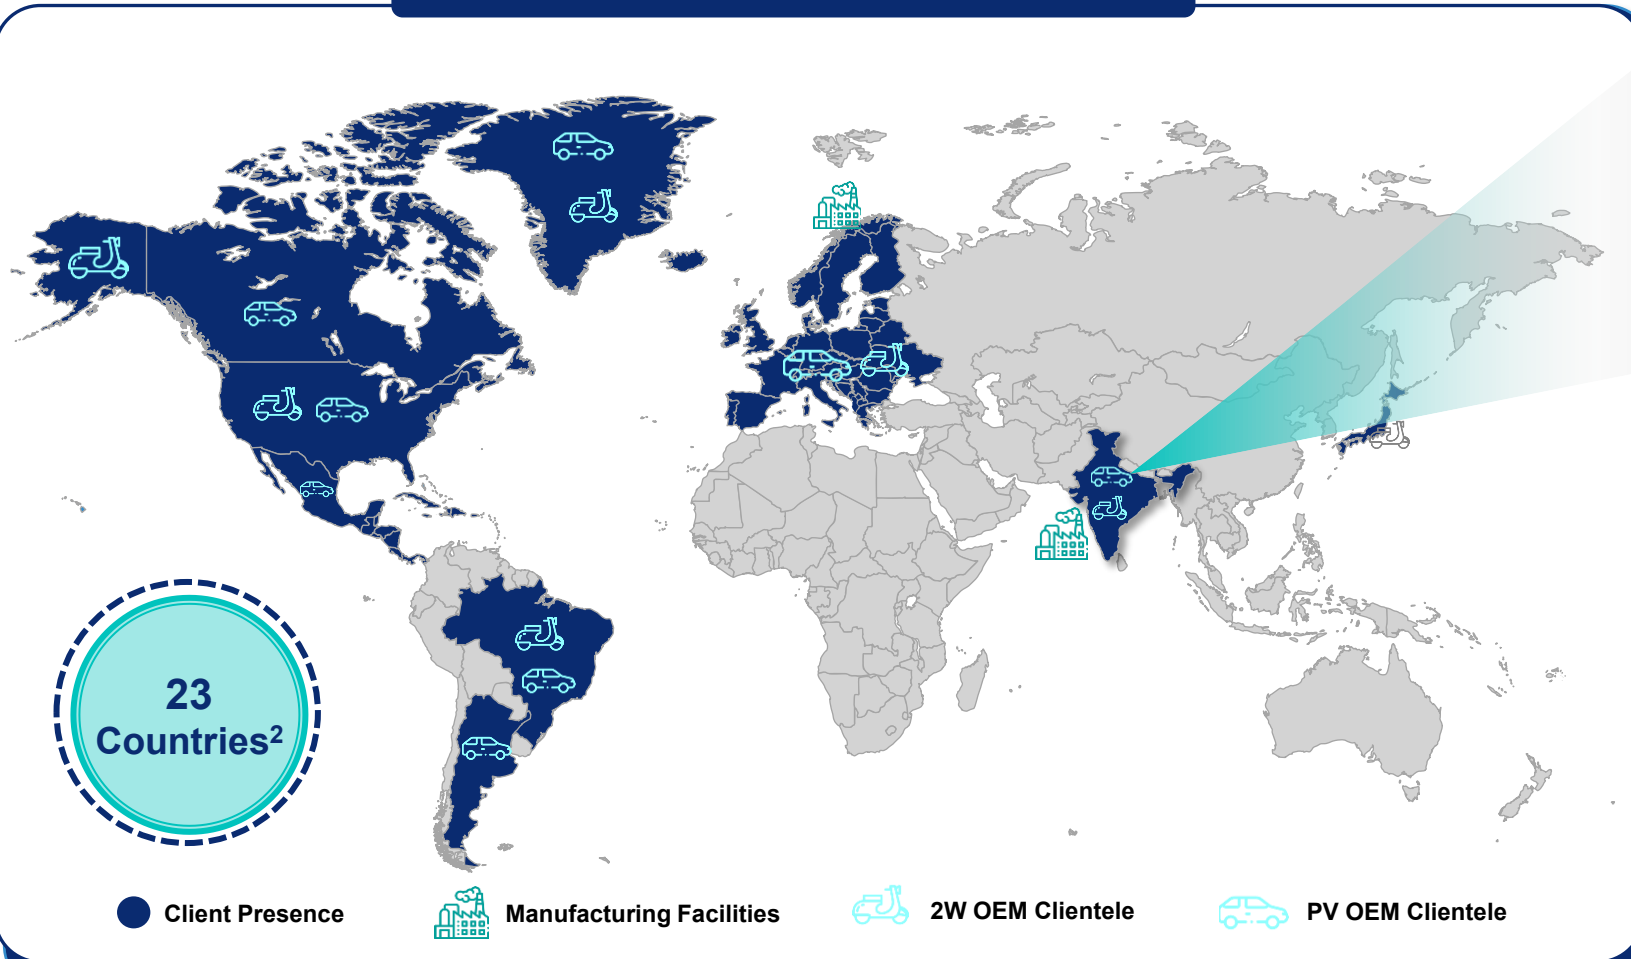 23
Countries²
Client Presence
Manufacturing Facilities
2W OEM Clientele
PV OEM Clientele